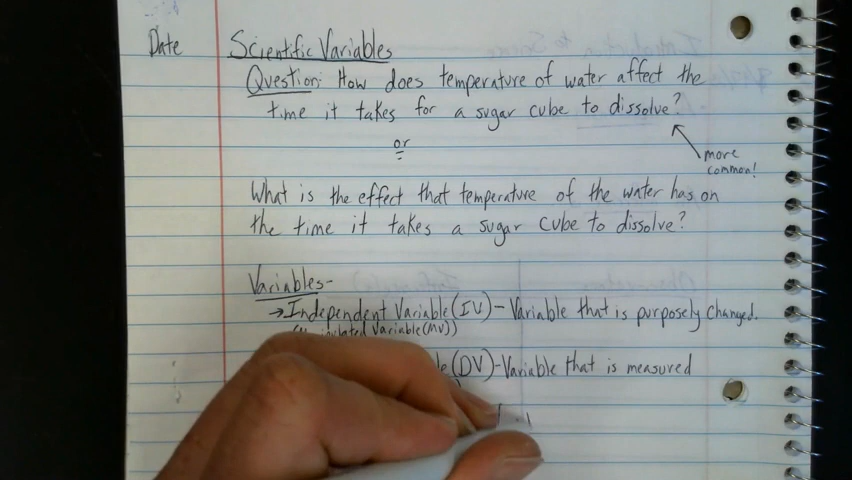 Date
Scientific Variables
Question: How does temperature of water affect the
time it takes for a sugar cube to dissolve?
or
more
common!
What is the effect that temperature of the water has on
the time it takes a sugar cube to dissolve?
Variables-
→ Independent Variable (IV) - Variable that is purposely changed.
Variable (MV))
(DV) - Variable that is measured